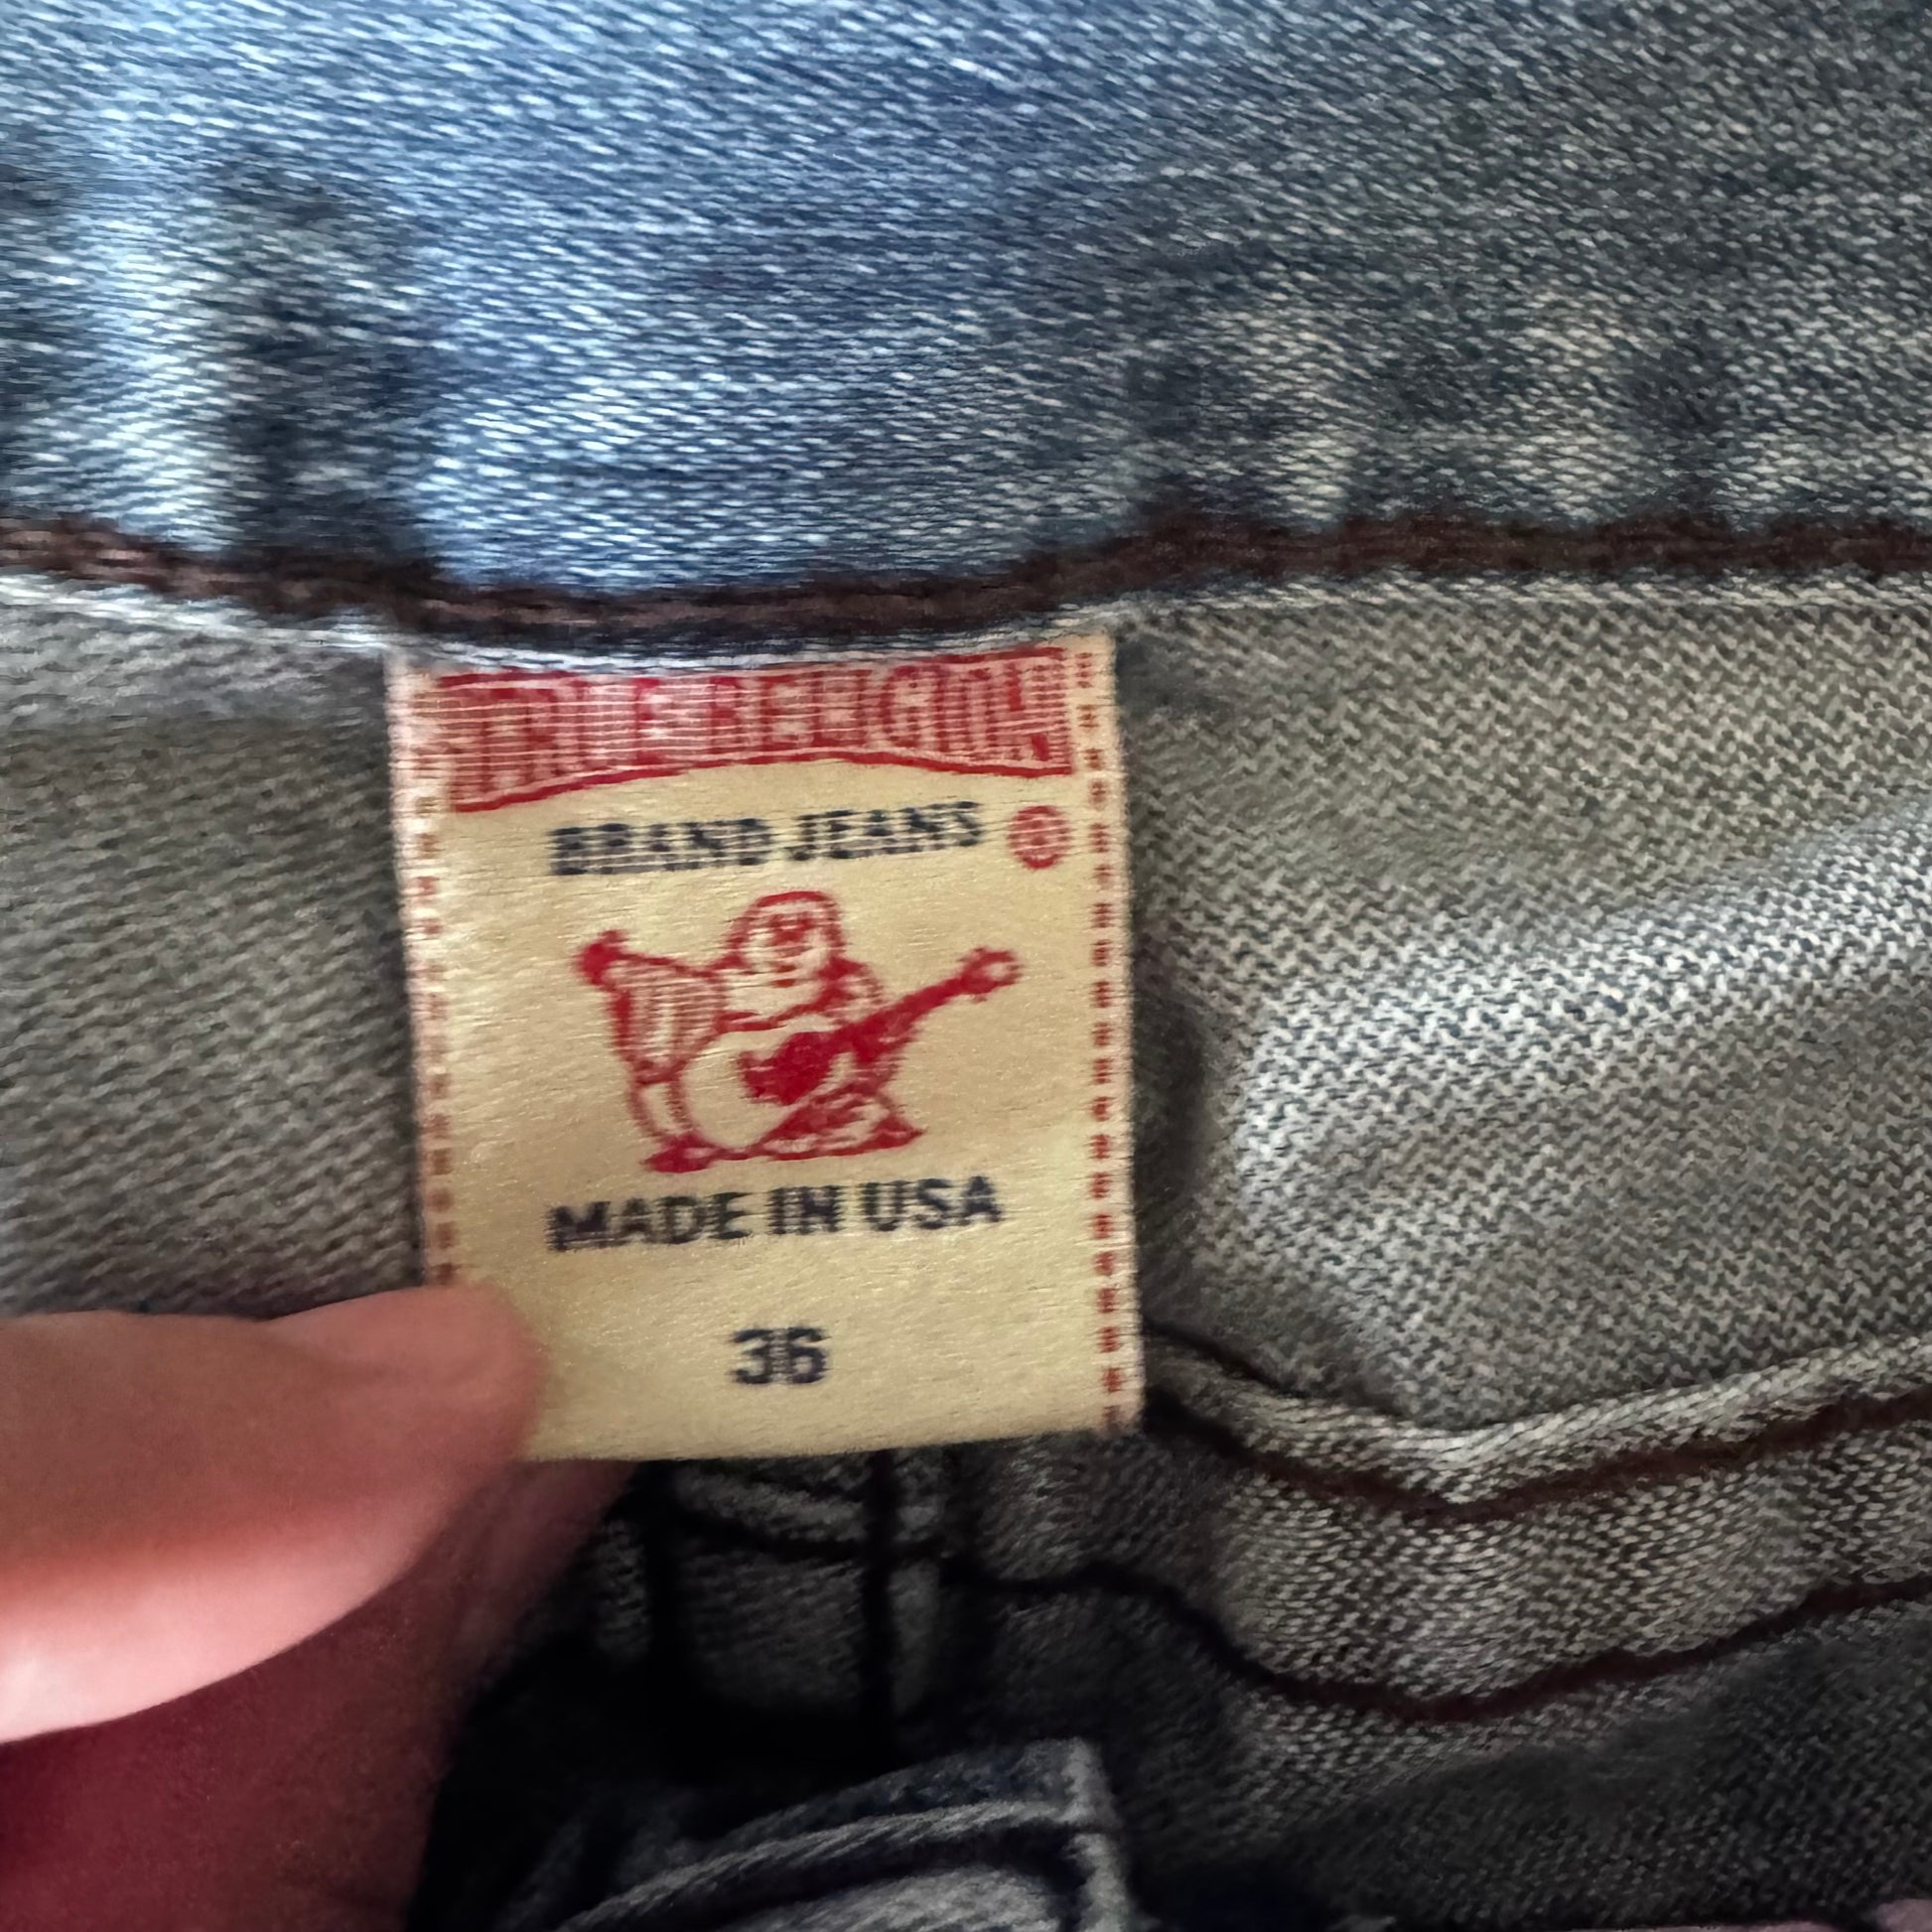 TRUE RELIGION
BRAND JEANS ®
MADE IN USA
36